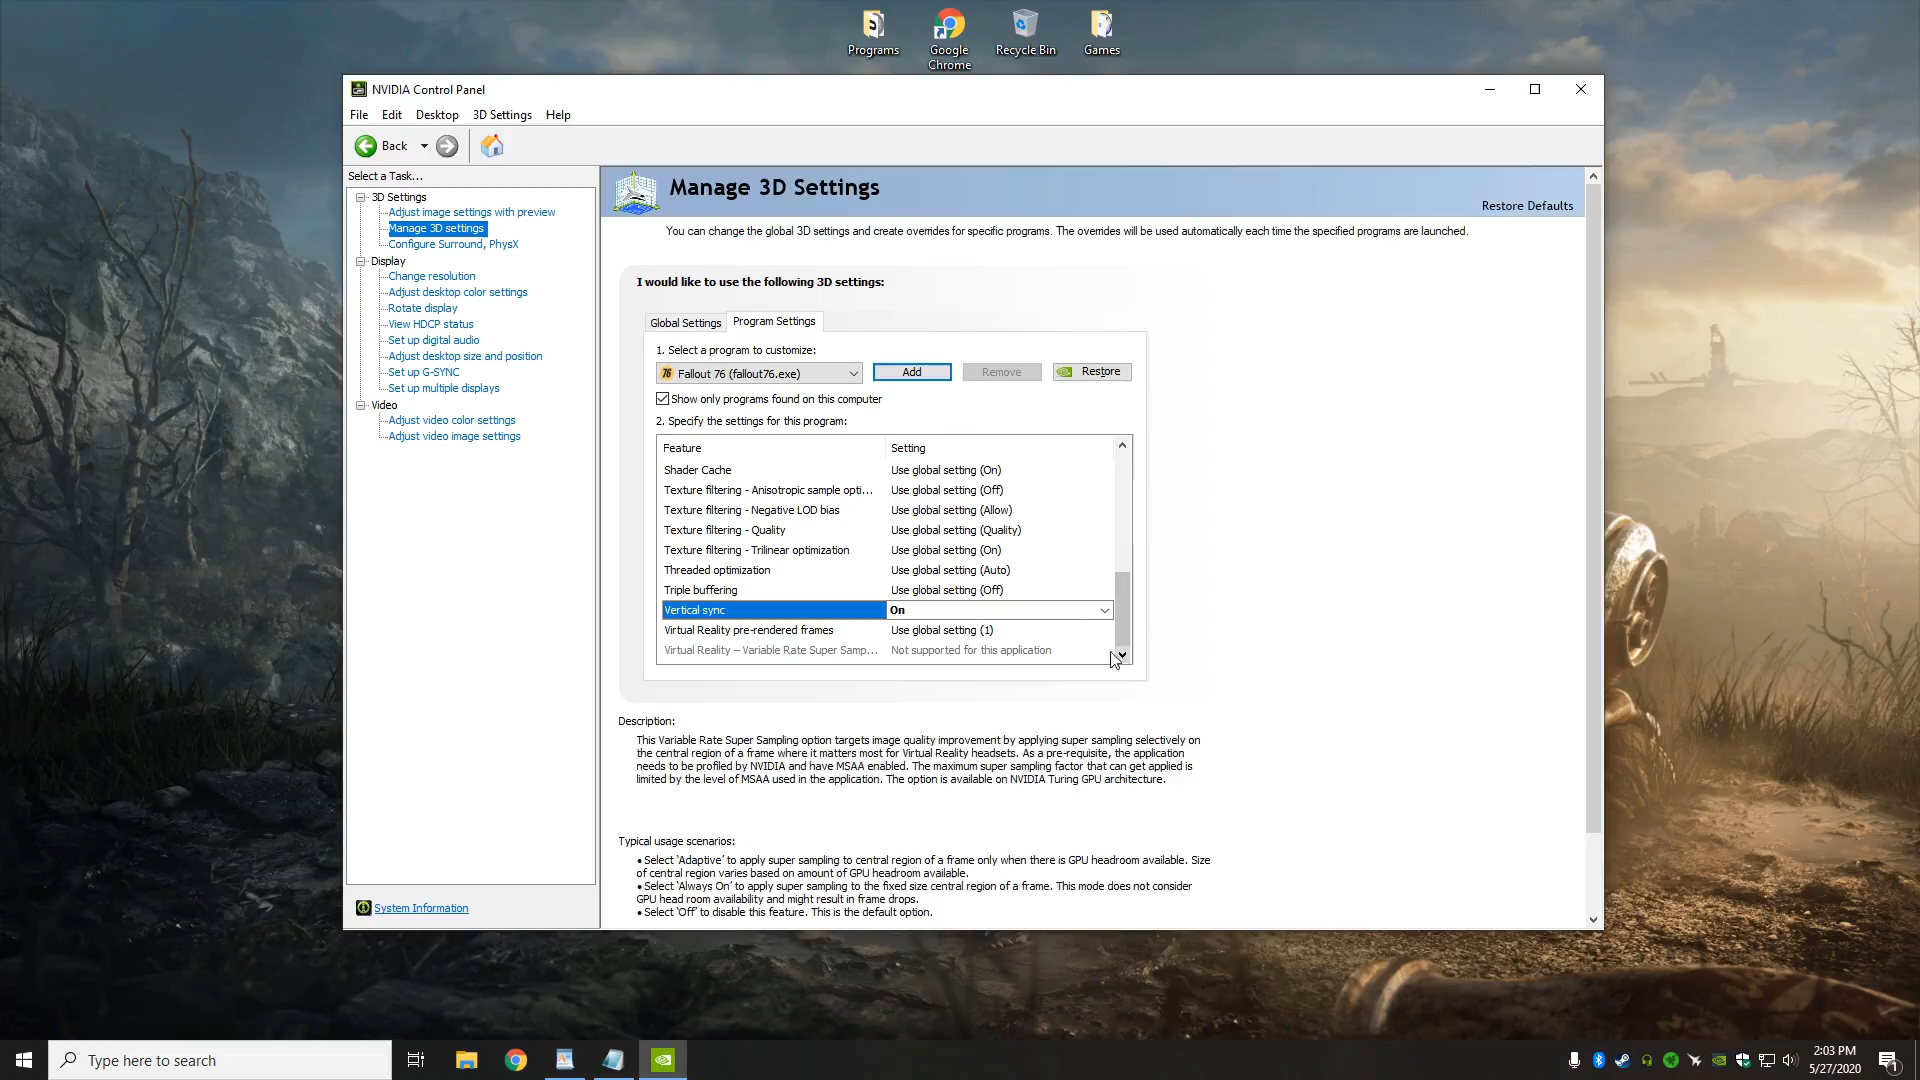 Programs
Google
Chrome
Recycle Bin
Games
NVIDIA Control Panel
File Edit Desktop 3D Settings Help
Back
Select a Task...
3D Settings
Adjust image settings with preview
Manage 3D settings
Configure Surround, PhysX
Display
Change resolution
Adjust desktop color settings
Rotate display
View HDCP status
Set up digital audio
Adjust desktop size and position
Set up G-SYNC
Set up multiple displays
Video
Adjust video color settings
Adjust video image settings
System Information
Manage 3D Settings
Restore Defaults
You can change the global 3D settings and create overrides for specific programs. The overrides will be used automatically each time the specified programs are launched.
I would like to use the following 3D settings:
Global Settings Program Settings
1. Select a program to customize:
76 Fallout 76 (fallout76.exe) Add Remove Restore
Show only programs found on this computer
2. Specify the settings for this program:
Feature Setting
Shader Cache Use global setting (On)
Texture filtering - Anisotropic sample opti... Use global setting (Off)
Texture filtering - Negative LOD bias Use global setting (Allow)
Texture filtering - Quality Use global setting (Quality)
Texture filtering - Trilinear optimization Use global setting (On)
Threaded optimization Use global setting (Auto)
Triple buffering Use global setting (Off)
Vertical sync On
Virtual Reality pre-rendered frames Use global setting (1)
Virtual Reality – Variable Rate Super Samp... Not supported for this application
Description:
This Variable Rate Super Sampling option targets image quality improvement by applying super sampling selectively on
the central region of a frame where it matters most for Virtual Reality headsets. As a pre-requisite, the application
needs to be profiled by NVIDIA and have MSAA enabled. The maximum super sampling factor that can get applied is
limited by the level of MSAA used in the application. The option is available on NVIDIA Turing GPU architecture.
Typical usage scenarios:
• Select 'Adaptive' to apply super sampling to central region of a frame only when there is GPU headroom available. Size
of central region varies based on amount of GPU headroom available.
• Select 'Always On' to apply super sampling to the fixed size central region of a frame. This mode does not consider
GPU head room availability and might result in frame drops.
• Select 'Off' to disable this feature. This is the default option.
Type here to search
2:03 PM
5/27/2020
1